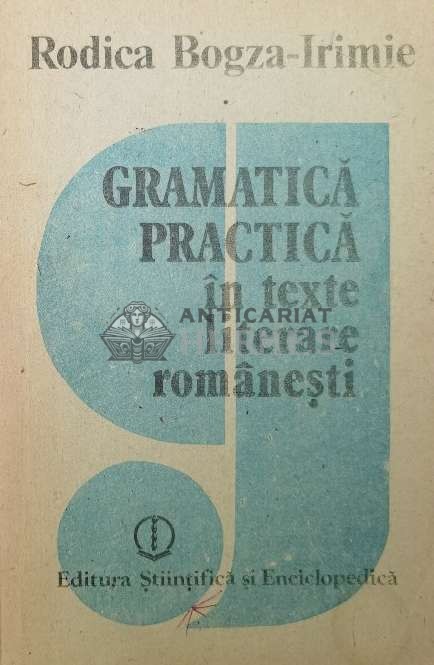 Rodica Bogza-Irimie
GRAMATICĂ
PRACTICĂ
în texte
ANTICARIAT
literare
românești
Editura Științifică și Enciclopedică